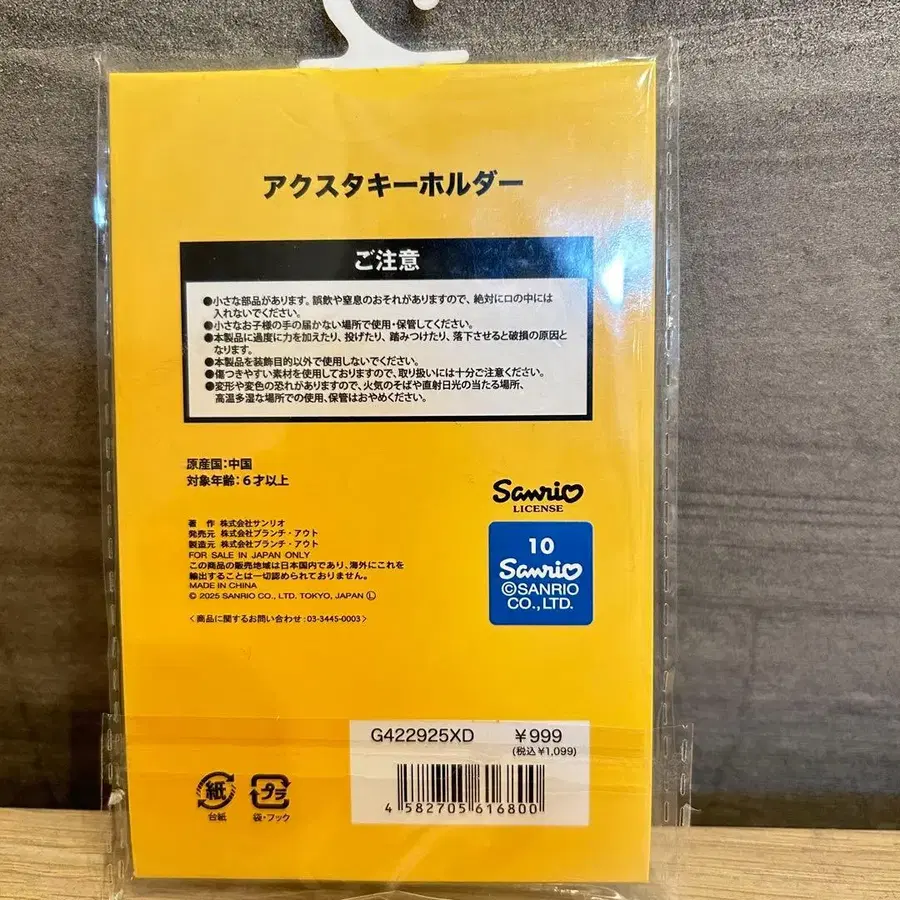 アクスタキーホルダー
ご注意
●小さな部品があります。誤飲や窒息のおそれがありますので、絶対に口の中には
入れないでください。
●小さなお子様の手の届かない場所で使用・保管してください。
●本製品に過度に力を加えたり、投げたり、踏みつけたり、落下させると破損の原因と
なります。
●本製品を装飾目的以外で使用しないでください。
●傷つきやすい素材を使用しておりますので、取り扱いには十分ご注意ください。
●変形や変色の恐れがありますので、火気のそばや直射日光の当たる場所、
高温多湿な場所での使用、保管はおやめください。
原産国:中国
対象年齢:6才以上
著 作 株式会社サンリオ
発売元 株式会社ブランチ・アウト
製造元 株式会社ブランチ・アウト
FOR SALE IN JAPAN ONLY
この商品の販売地域は日本国内であり、海外にこれを
輸出することは一切認められておりません。
MADE IN CHINA
© 2025 SANRIO CO., LTD. TOKYO, JAPAN Ⓛ
〈商品に関するお問い合わせ:03-3445-0003〉
Sanrio
LICENSE
10
Sanrio
©SANRIO
CO.,LTD.
G422925XD ¥999
(税込¥1,099)
4 582705 616800
紙
台紙
プラ
袋・フック